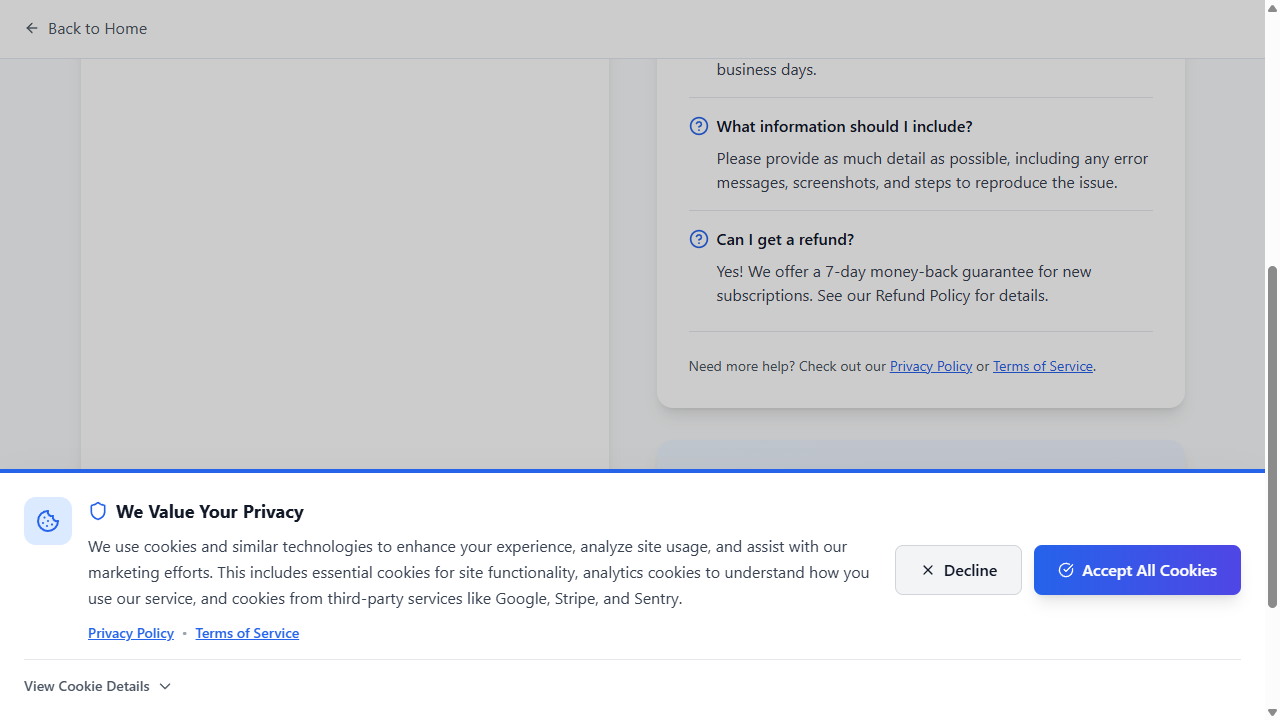 Back to Home
business days.
What information should I include?
Please provide as much detail as possible, including any error
messages, screenshots, and steps to reproduce the issue.
Can I get a refund?
Yes! We offer a 7-day money-back guarantee for new
subscriptions. See our Refund Policy for details.
Need more help? Check out our Privacy Policy or Terms of Service.
We Value Your Privacy
We use cookies and similar technologies to enhance your experience, analyze site usage, and assist with our
marketing efforts. This includes essential cookies for site functionality, analytics cookies to understand how you
use our service, and cookies from third-party services like Google, Stripe, and Sentry.
Privacy Policy • Terms of Service
Decline
Accept All Cookies
View Cookie Details